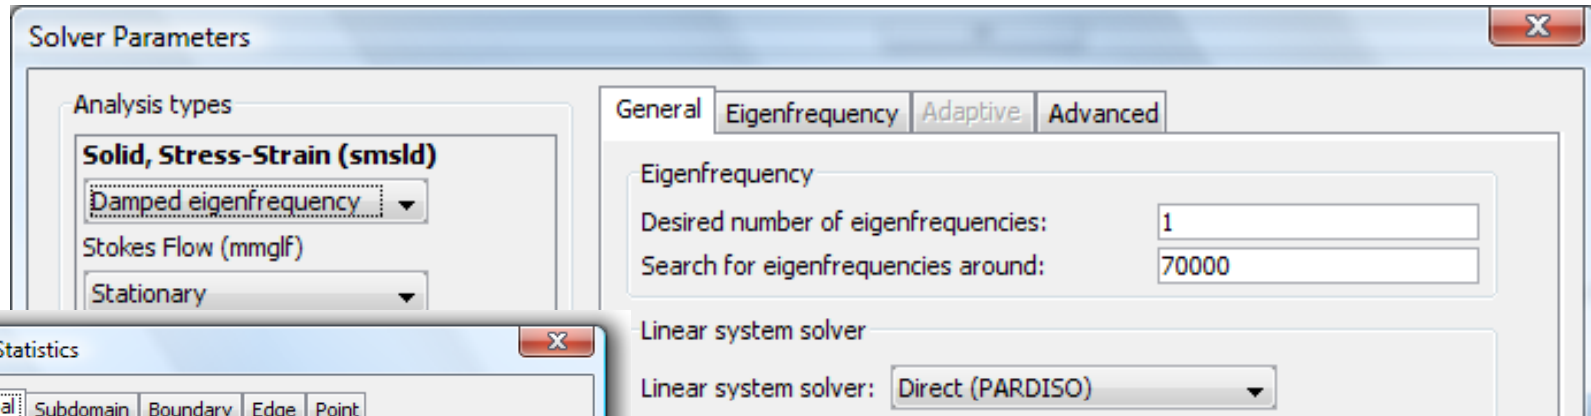 Solver Parameters
Analysis types
Solid, Stress-Strain (smsld)
Damped eigenfrequency
Stokes Flow (mmglf)
Stationary
General Eigenfrequency Adaptive Advanced
Eigenfrequency
Desired number of eigenfrequencies: 1
Search for eigenfrequencies around: 70000
Linear system solver
Linear system solver: Direct (PARDISO)
Statistics
al Subdomain Boundary Edge Point